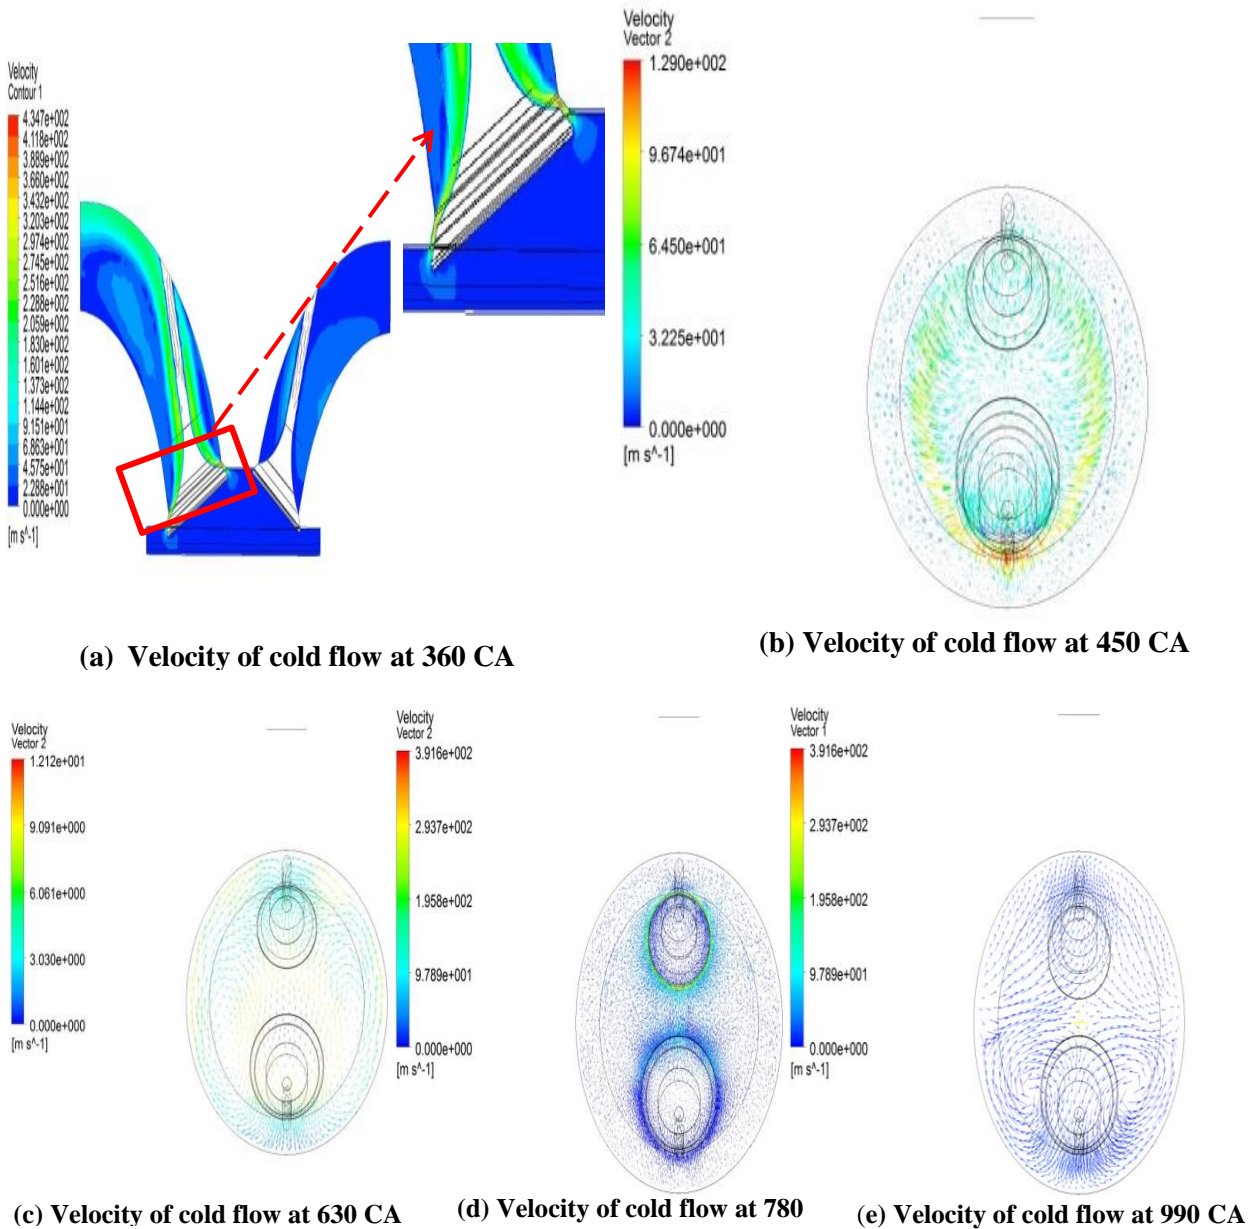 Velocity
Contour 1
4.347e+002
4.118e+002
3.889e+002
3.660e+002
3.432e+002
3.203e+002
2.974e+002
2.745e+002
2.516e+002
2.288e+002
2.059e+002
1.830e+002
1.601e+002
1.373e+002
1.144e+002
9.151e+001
6.863e+001
4.575e+001
2.288e+001
0.000e+000
[m s^-1]
(a) Velocity of cold flow at 360 CA
Velocity
Vector 2
1.290e+002
9.674e+001
6.450e+001
3.225e+001
0.000e+000
[m s^-1]
(b) Velocity of cold flow at 450 CA
Velocity
Vector 2
1.212e+001
9.091e+000
6.061e+000
3.030e+000
0.000e+000
[m s^-1]
(c) Velocity of cold flow at 630 CA
Velocity
Vector 2
3.916e+002
2.937e+002
1.958e+002
9.789e+001
0.000e+000
[m s^-1]
(d) Velocity of cold flow at 780
Velocity
Vector 1
3.916e+002
2.937e+002
1.958e+002
9.789e+001
0.000e+000
[m s^-1]
(e) Velocity of cold flow at 990 CA